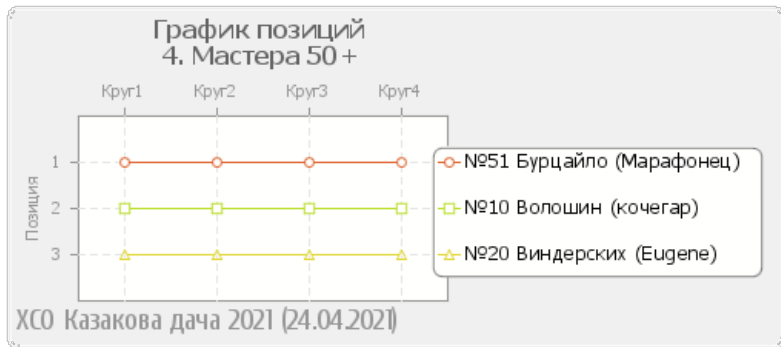 График позиций
4. Мастера 50 +
Круг1 Круг2 Круг3 Круг4
Позиция
1
2
3
№51 Бурцайло (Марафонец)
№10 Волошин (кочегар)
№20 Виндерских (Eugene)
XCO Казакова дача 2021 (24.04.2021)